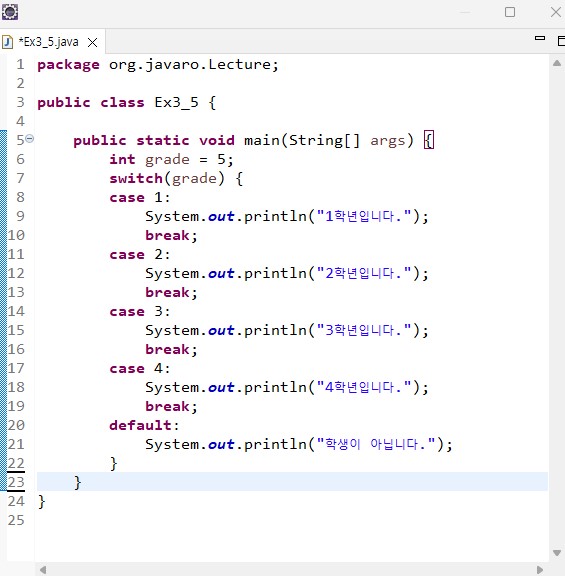 *Ex3_5.java
1 package org.javaro.Lecture;
2
3 public class Ex3_5 {
4
5     public static void main(String[] args) {
6         int grade = 5;
7         switch(grade) {
8         case 1:
9             System.out.println("1학년입니다.");
10             break;
11         case 2:
12             System.out.println("2학년입니다.");
13             break;
14         case 3:
15             System.out.println("3학년입니다.");
16             break;
17         case 4:
18             System.out.println("4학년입니다.");
19             break;
20         default:
21             System.out.println("학생이 아닙니다.");
22         }
23     }
24 }
25